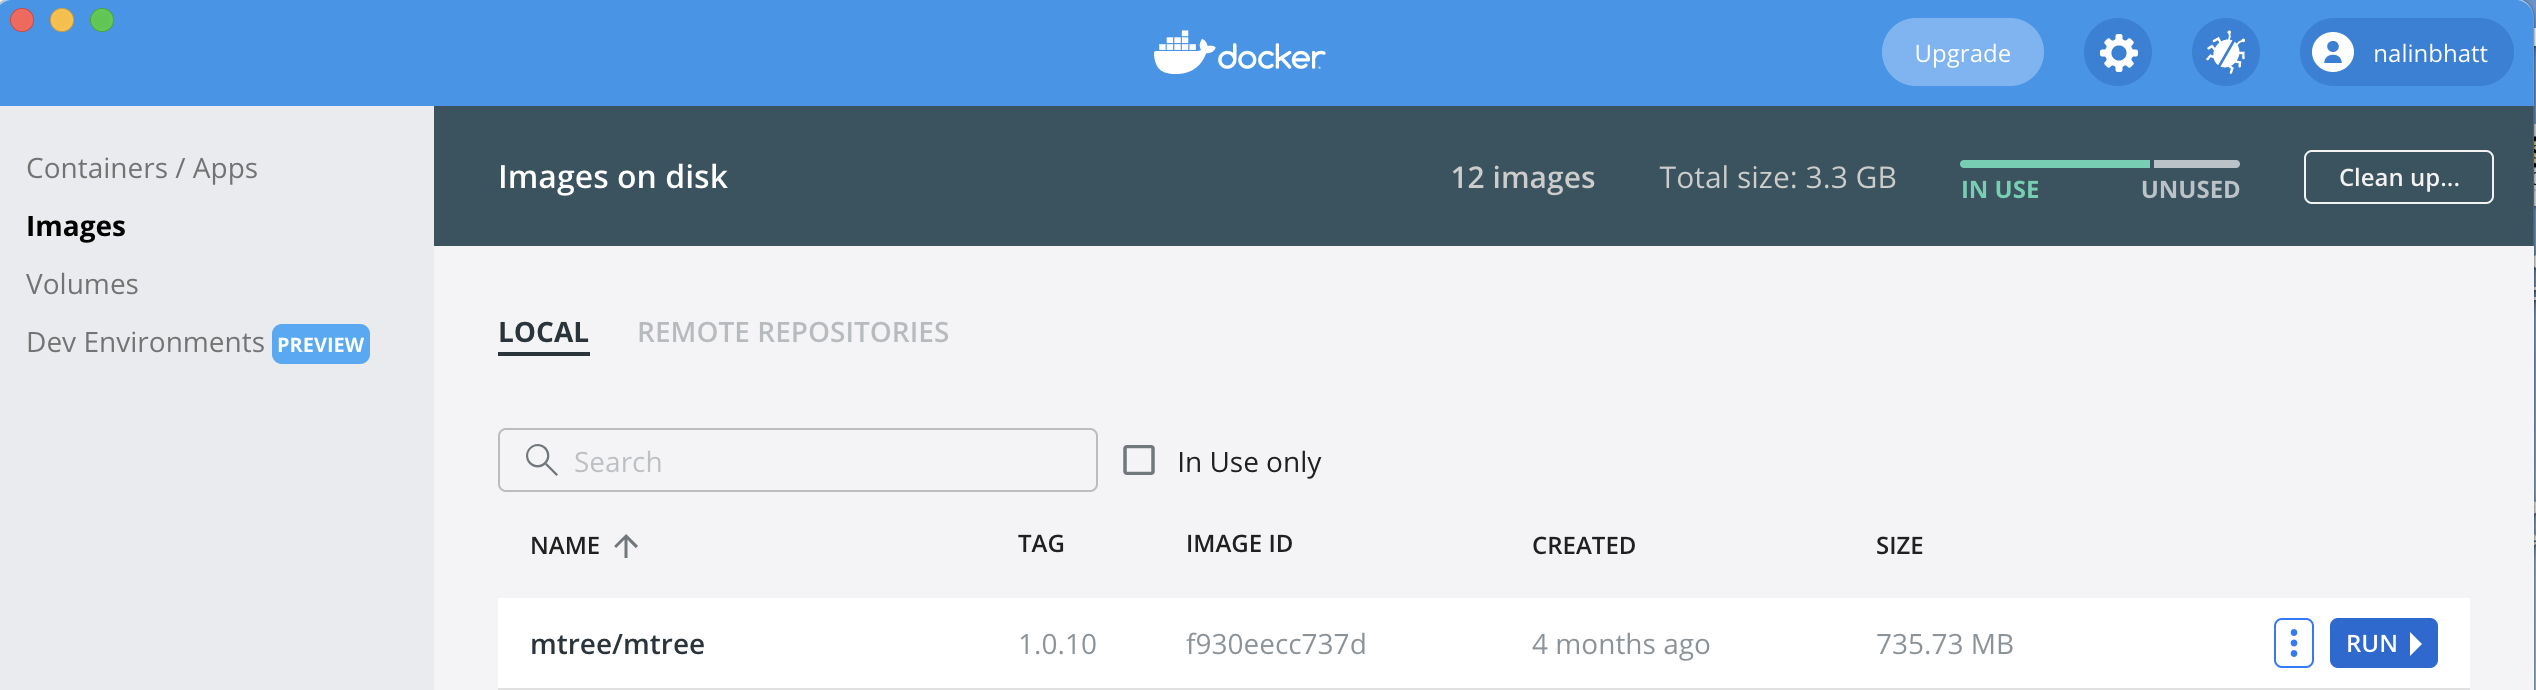 docker
Upgrade
nalinbhatt
Containers / Apps
Images
Volumes
Dev Environments PREVIEW
Images on disk
12 images
Total size: 3.3 GB
IN USE
UNUSED
Clean up...
LOCAL
REMOTE REPOSITORIES
Search
In Use only
NAME TAG IMAGE ID CREATED SIZE
mtree/mtree 1.0.10 f930eecc737d 4 months ago 735.73 MB RUN